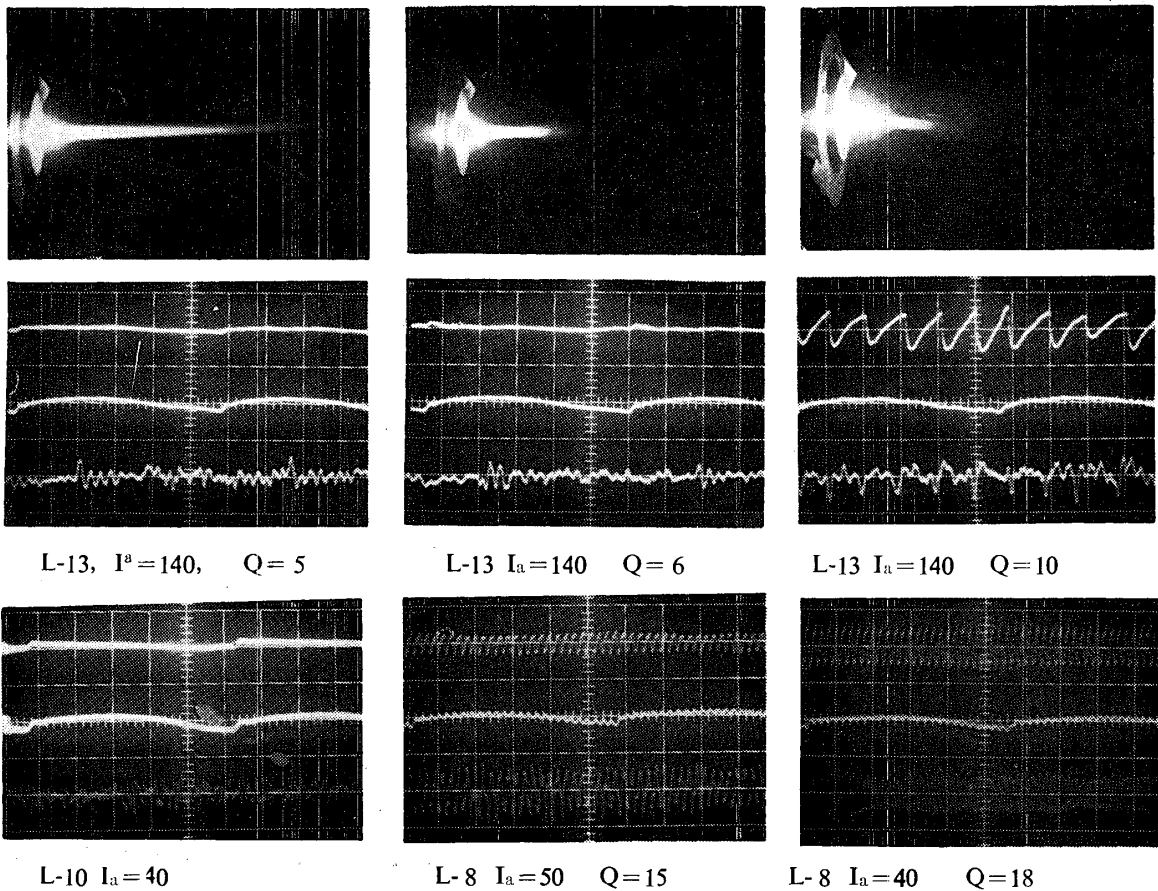 L-13, Iᵃ=140, Q=5
L-13 Iₐ=140 Q=6
L-13 Iₐ=140 Q=10
L-10 Iₐ=40
L-8 Iₐ=50 Q=15
L-8 Iₐ=40 Q=18